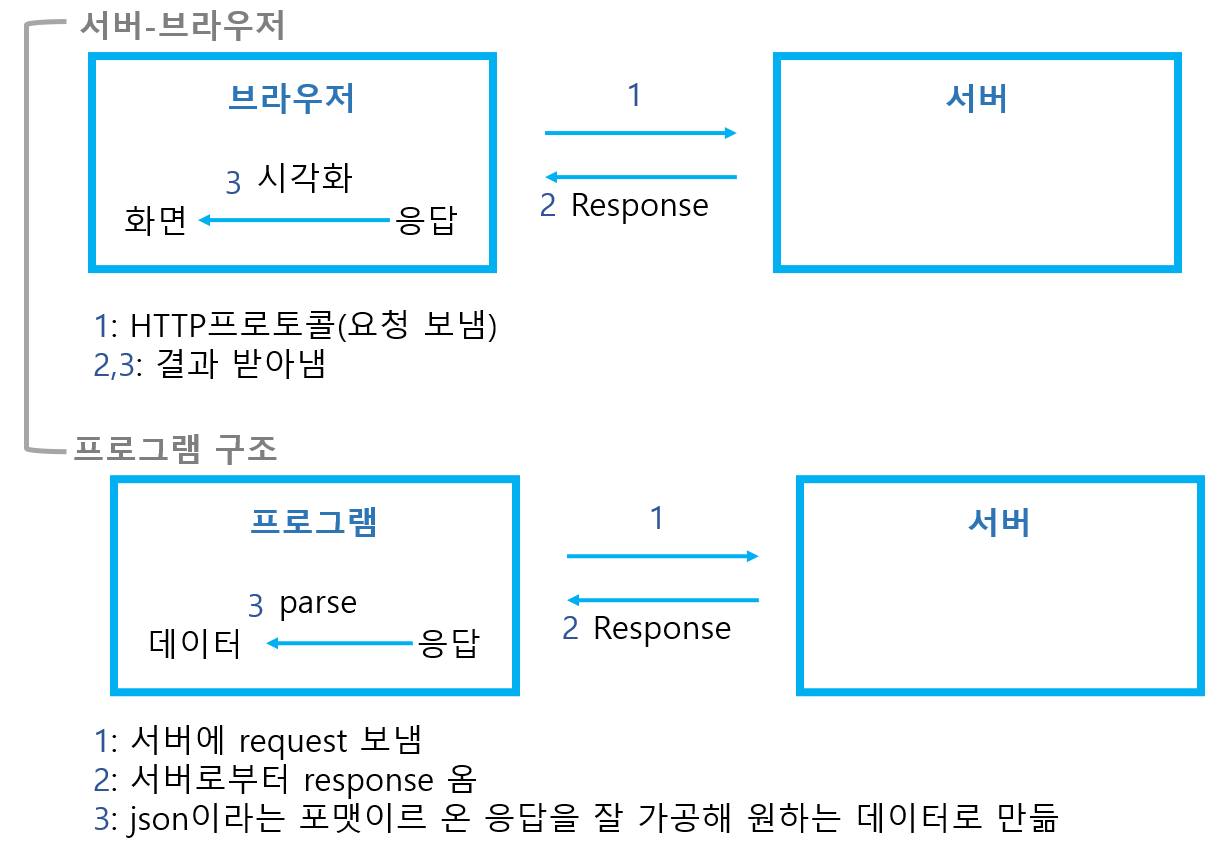 서버-브라우저
브라우저
1
서버
3 시각화
화면
응답
2 Response
1: HTTP프로토콜(요청 보냄)
2,3: 결과 받아냄
프로그램 구조
프로그램
1
서버
3 parse
데이터
응답
2 Response
1: 서버에 request 보냄
2: 서버로부터 response 옴
3: json이라는 포맷이르 온 응답을 잘 가공해 원하는 데이터로 만듦